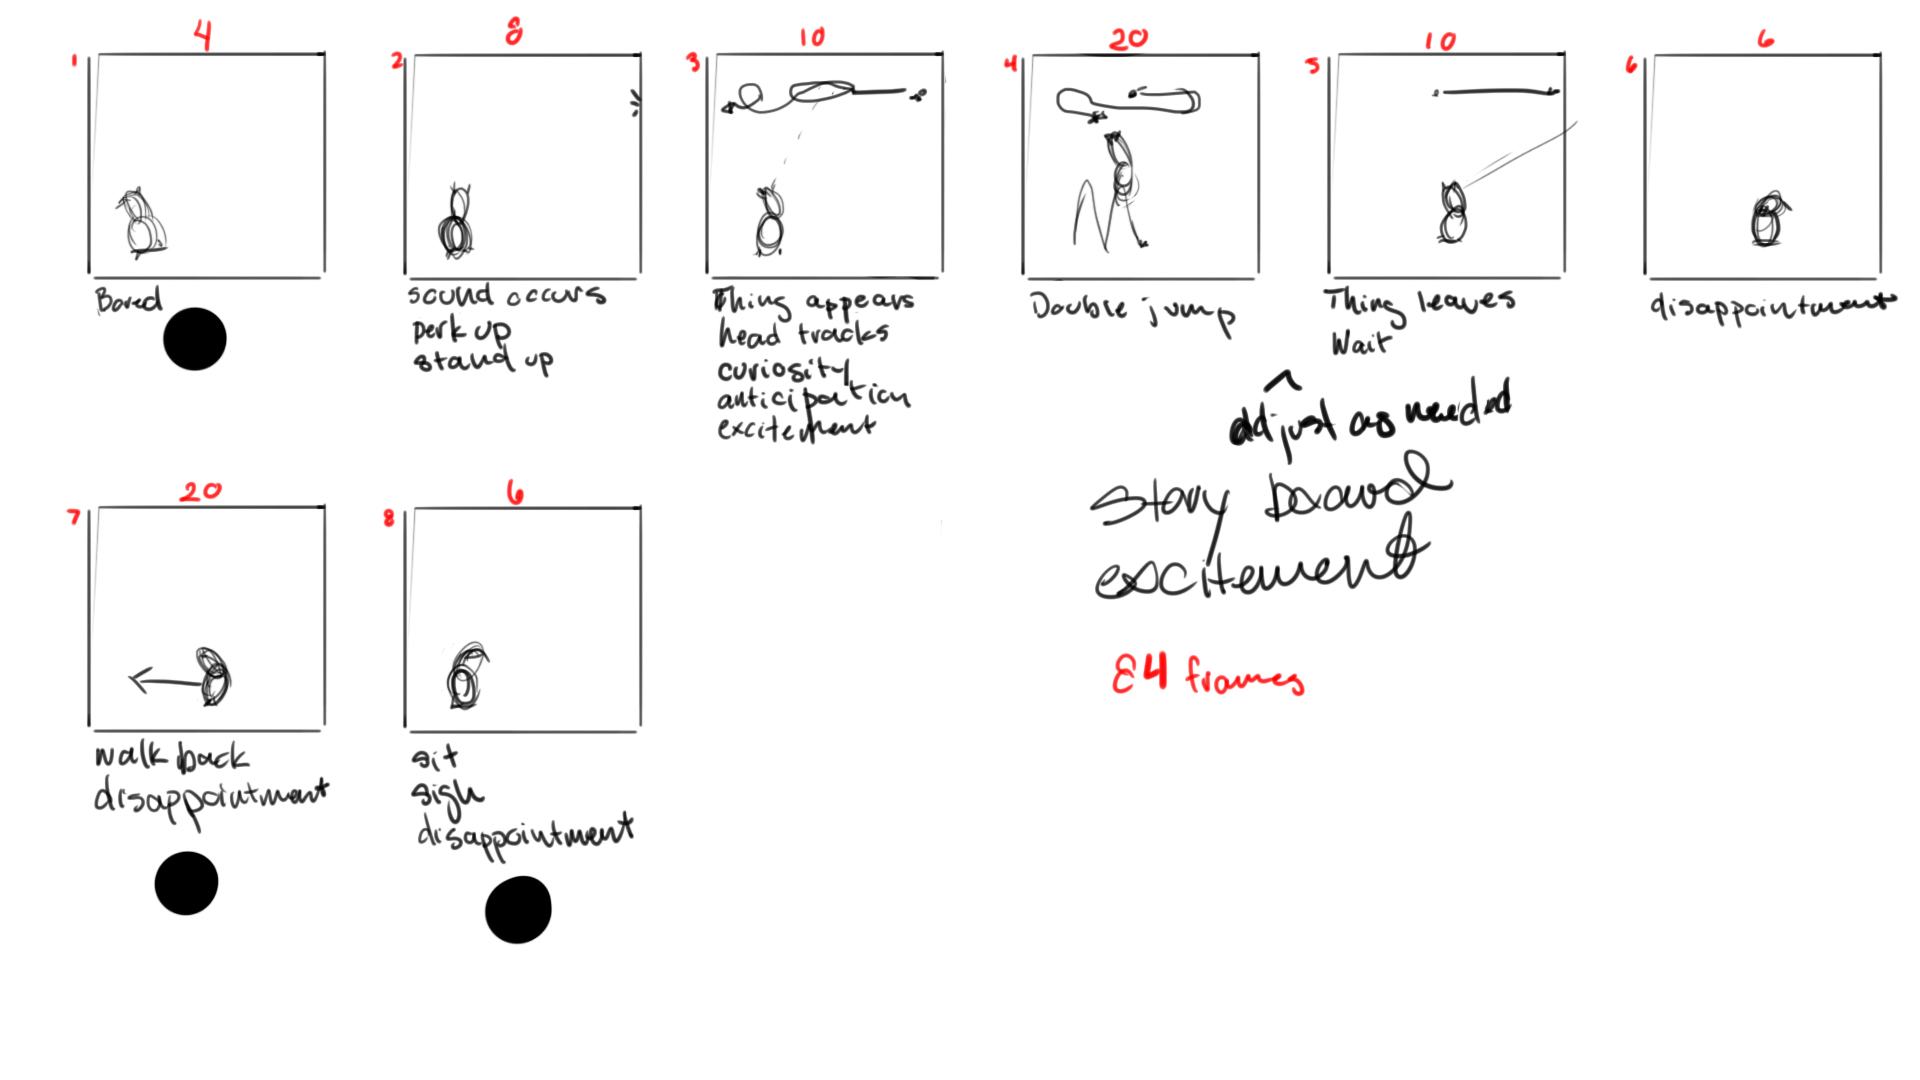 4
8
10
20
10
6
1
2
3
4
5
6
Bored
sound occurs
perk up
stand up
Thing appears
head tracks
curiosity
anticipation
excitement
Double jump
Thing leaves
Wait
disappointment
^
adjust as needed
Story board
excitement
84 frames
20
6
7
8
walk back
disappointment
sit
sigh
disappointment